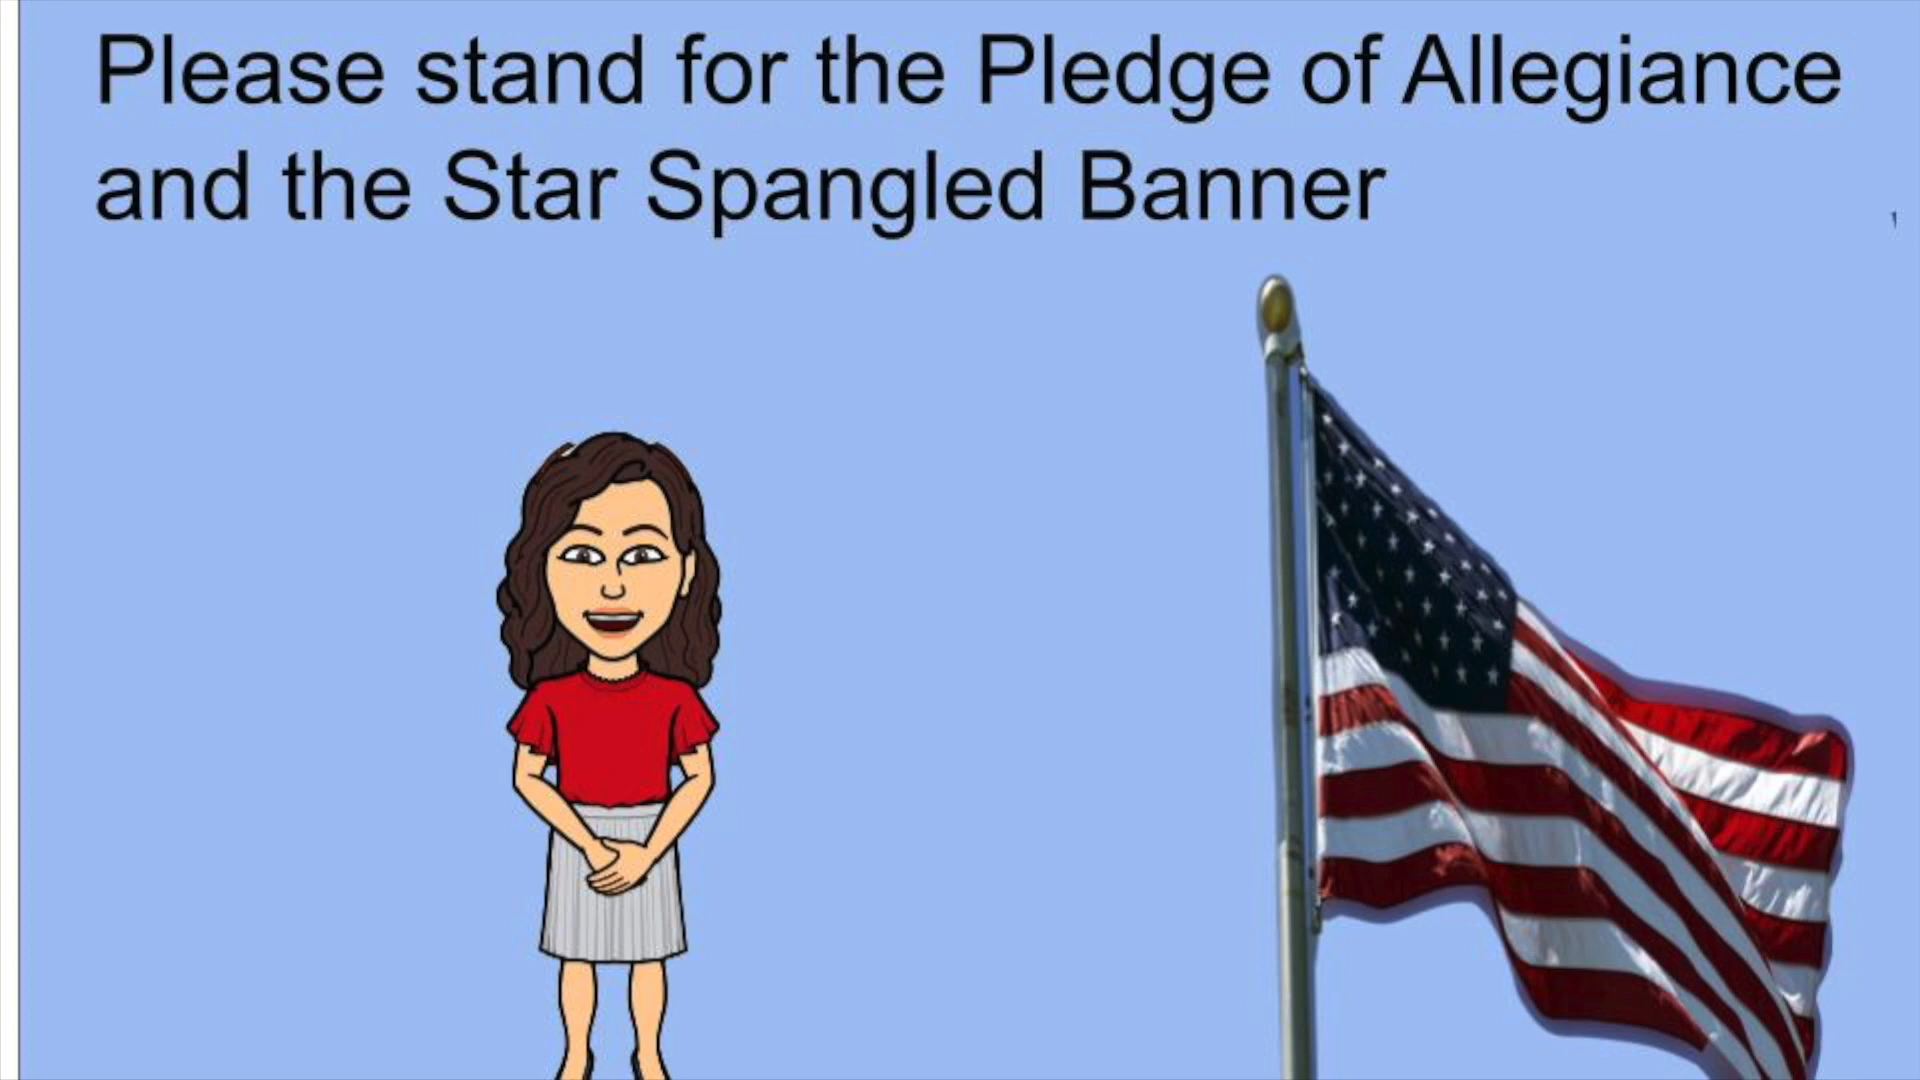 Please stand for the Pledge of Allegiance
and the Star Spangled Banner